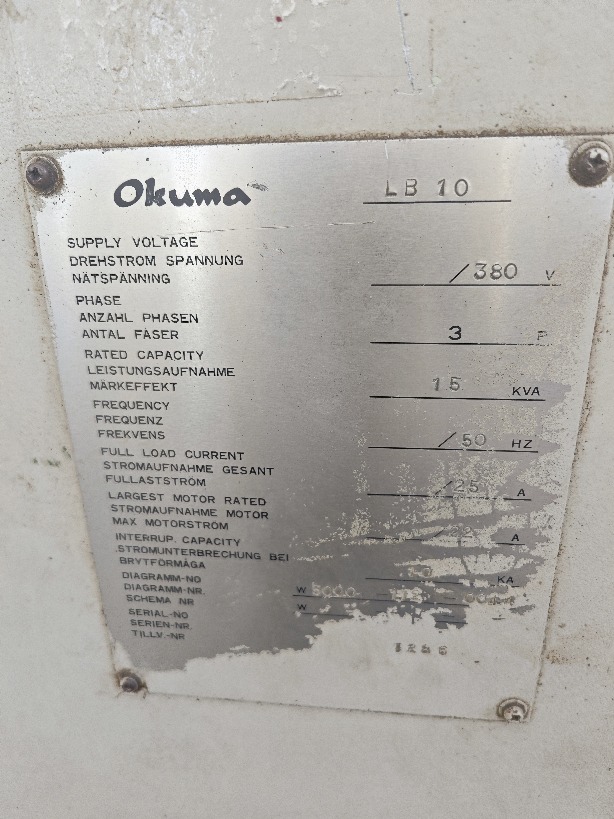 Okuma LB 10
SUPPLY VOLTAGE
DREHSTROM SPANNUNG
NÄTSPÄNNING /380 V
PHASE
ANZAHL PHASEN
ANTAL FASER 3 P
RATED CAPACITY
LEISTUNGSAUFNAHME
MÄRKEFFEKT 15 KVA
FREQUENCY
FREQUENZ
FREKVENS /50 HZ
FULL LOAD CURRENT
STROMAUFNAHME GESANT
FULLASTSTRÖM /25 A
LARGEST MOTOR RATED
STROMAUFNAHME MOTOR
MAX MOTORSTRÖM A
INTERRUP. CAPACITY
STROMUNTERBRECHUNG BEI
BRYTFÖRMÅGA KA
DIAGRAMM-NO
DIAGRAMM-NR. W
SCHEMA NR W
SERIAL-NO
SERIEN-NR.
TILLV.-NR